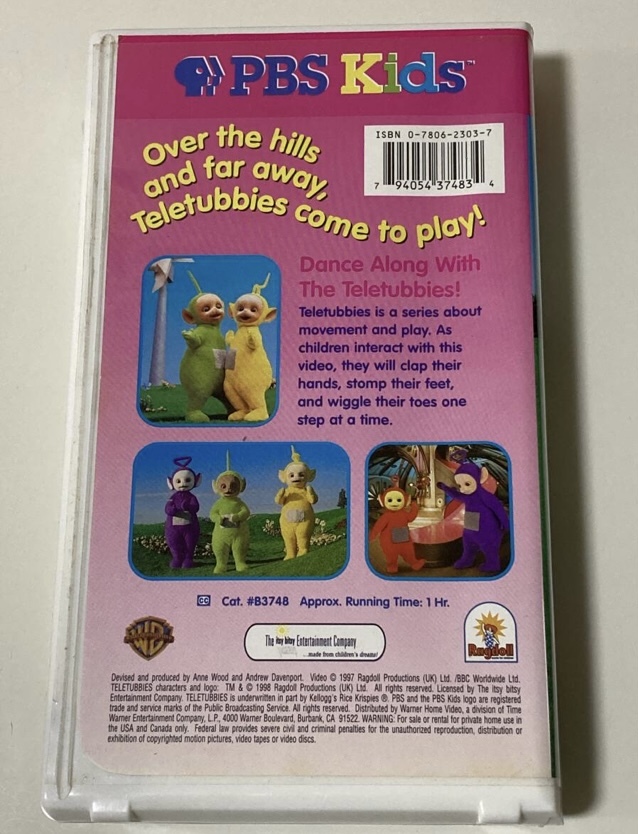 PBS Kids™
ISBN 0-7806-2303-7
7 94054 37483 4
Over the hills
and far away,
Teletubbies come to play!
Dance Along With
The Teletubbies!
Teletubbies is a series about
movement and play. As
children interact with this
video, they will clap their
hands, stomp their feet,
and wiggle their toes one
step at a time.
CC Cat. #B3748 Approx. Running Time: 1 Hr.
WB
The itsy bitsy Entertainment Company
...made from children's dreams!
Ragdoll
Devised and produced by Anne Wood and Andrew Davenport. Video © 1997 Ragdoll Productions (UK) Ltd. /BBC Worldwide Ltd.
TELETUBBIES characters and logo: TM & © 1998 Ragdoll Productions (UK) Ltd. All rights reserved. Licensed by The itsy bitsy
Entertainment Company. TELETUBBIES is underwritten in part by Kellogg's Rice Krispies ®. PBS and the PBS Kids logo are registered
trade and service marks of the Public Broadcasting Service. All rights reserved. Distributed by Warner Home Video, a division of Time
Warner Entertainment Company, L.P., 4000 Warner Boulevard, Burbank, CA 91522. WARNING: For sale or rental for private home use in
the USA and Canada only. Federal law provides severe civil and criminal penalties for the unauthorized reproduction, distribution or
exhibition of copyrighted motion pictures, video tapes or video discs.